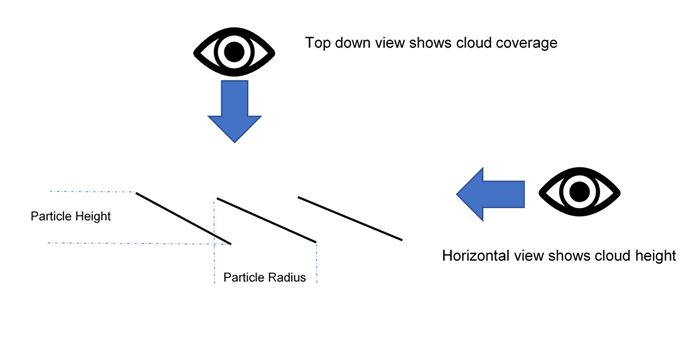 Top down view shows cloud coverage
Particle Height
Particle Radius
Horizontal view shows cloud height